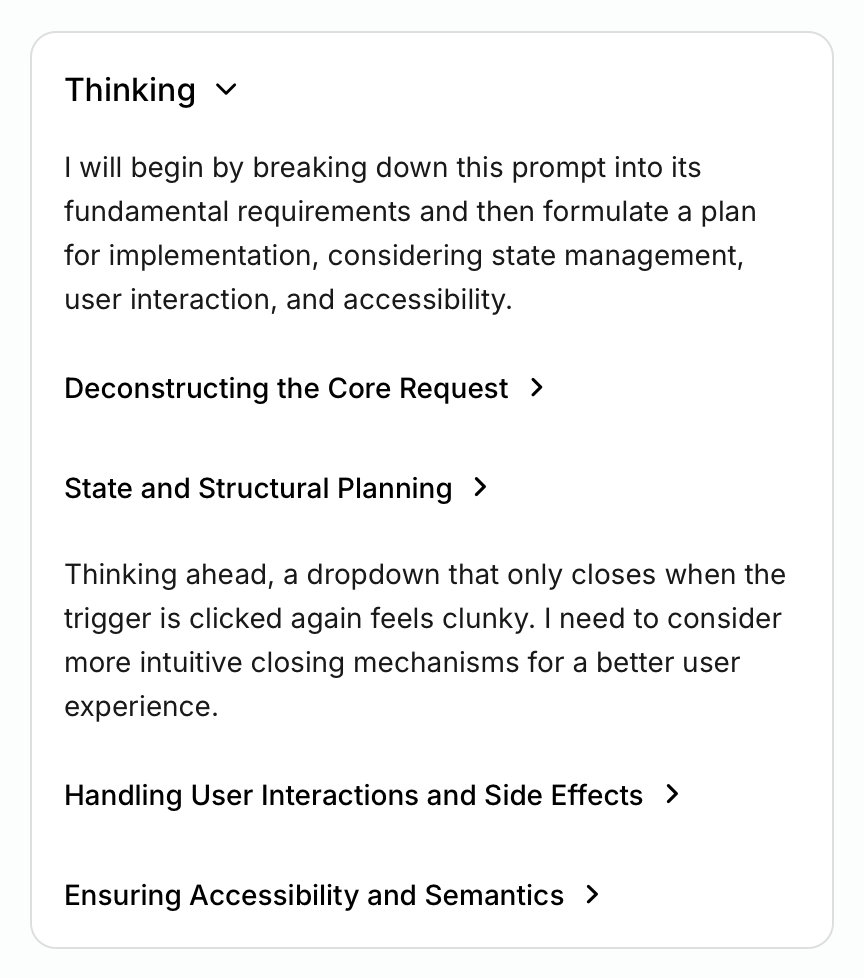 Thinking
I will begin by breaking down this prompt into its
fundamental requirements and then formulate a plan
for implementation, considering state management,
user interaction, and accessibility.
Deconstructing the Core Request
State and Structural Planning
Thinking ahead, a dropdown that only closes when the
trigger is clicked again feels clunky. I need to consider
more intuitive closing mechanisms for a better user
experience.
Handling User Interactions and Side Effects
Ensuring Accessibility and Semantics